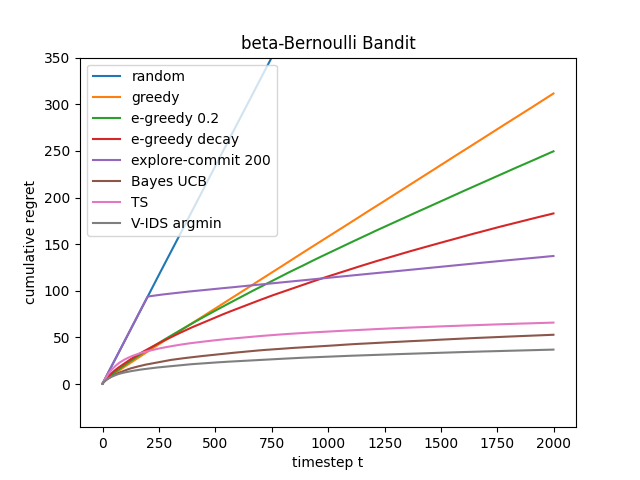 beta-Bernoulli Bandit
cumulative regret
350
300
250
200
150
100
50
0
random
greedy
e-greedy 0.2
e-greedy decay
explore-commit 200
Bayes UCB
TS
V-IDS argmin
0 250 500 750 1000 1250 1500 1750 2000
timestep t